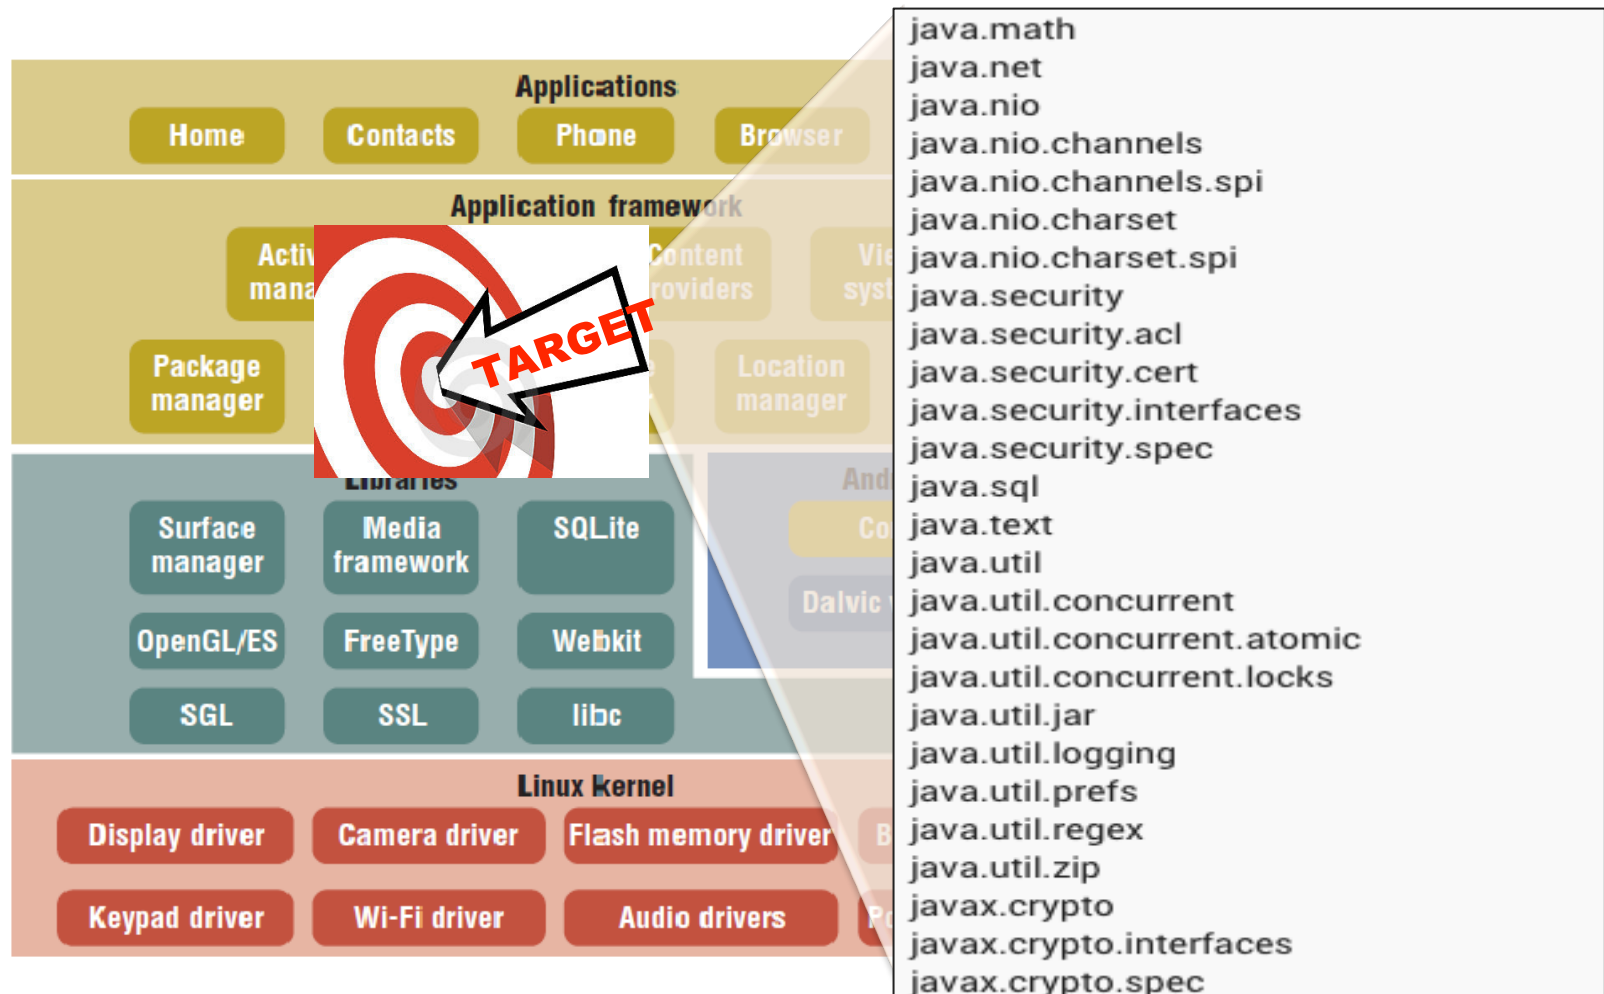 Applications
Home
Contacts
Phone
Browser
Application framework
Content
Package
manager
Location
manager
TARGET
Libraries
Surface
manager
Media
framework
SQLite
OpenGL/ES
FreeType
Webkit
SGL
SSL
libc
Dalvic
Linux kernel
Display driver
Camera driver
Flash memory driver
Keypad driver
Wi-Fi driver
Audio drivers
java.math
java.net
java.nio
java.nio.channels
java.nio.channels.spi
java.nio.charset
java.nio.charset.spi
java.security
java.security.acl
java.security.cert
java.security.interfaces
java.security.spec
java.sql
java.text
java.util
java.util.concurrent
java.util.concurrent.atomic
java.util.concurrent.locks
java.util.jar
java.util.logging
java.util.prefs
java.util.regex
java.util.zip
javax.crypto
javax.crypto.interfaces
javax.crypto.spec